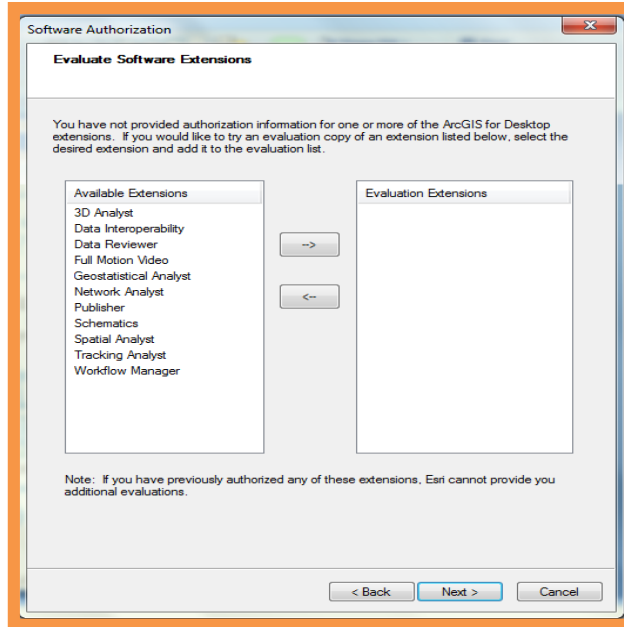 Software Authorization
Evaluate Software Extensions
You have not provided authorization information for one or more of the ArcGIS for Desktop
extensions. If you would like to try an evaluation copy of an extension listed below, select the
desired extension and add it to the evaluation list.
Available Extensions
3D Analyst
Data Interoperability
Data Reviewer
Full Motion Video
Geostatistical Analyst
Network Analyst
Publisher
Schematics
Spatial Analyst
Tracking Analyst
Workflow Manager
-->
<--
Evaluation Extensions
Note: If you have previously authorized any of these extensions, Esri cannot provide you
additional evaluations.
< Back
Next >
Cancel